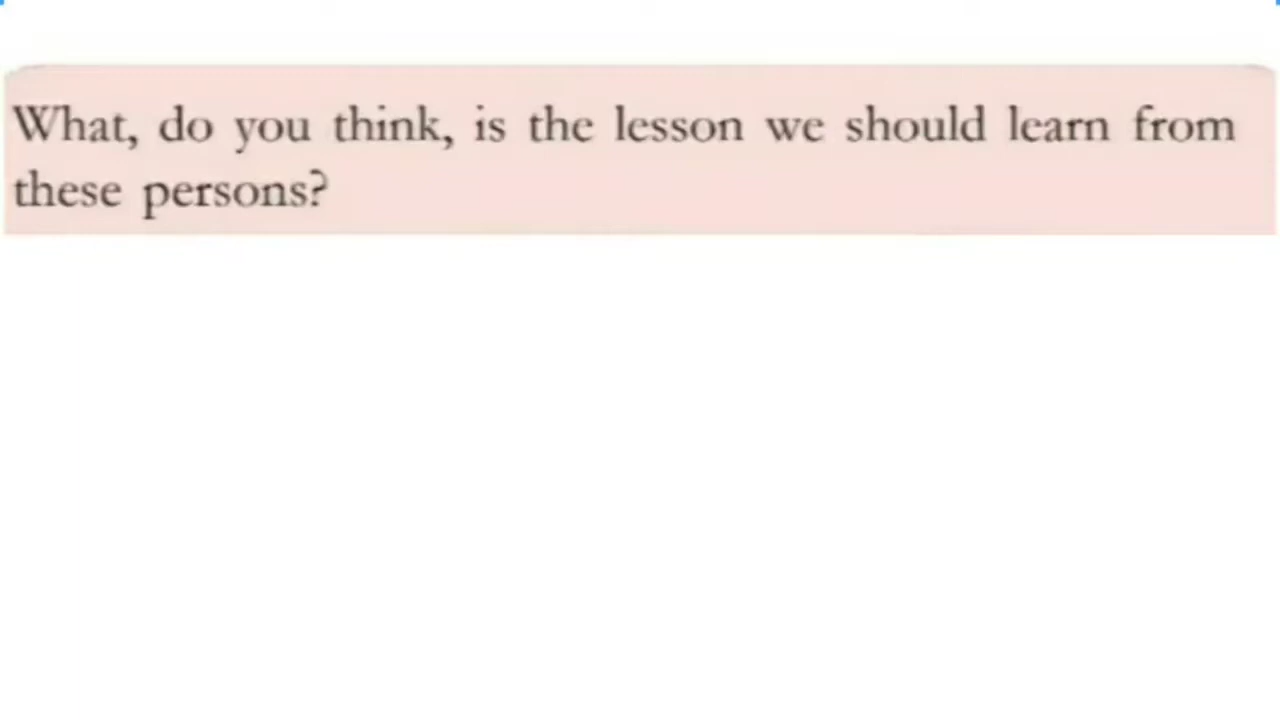 What, do you think, is the lesson we should learn from
these persons?